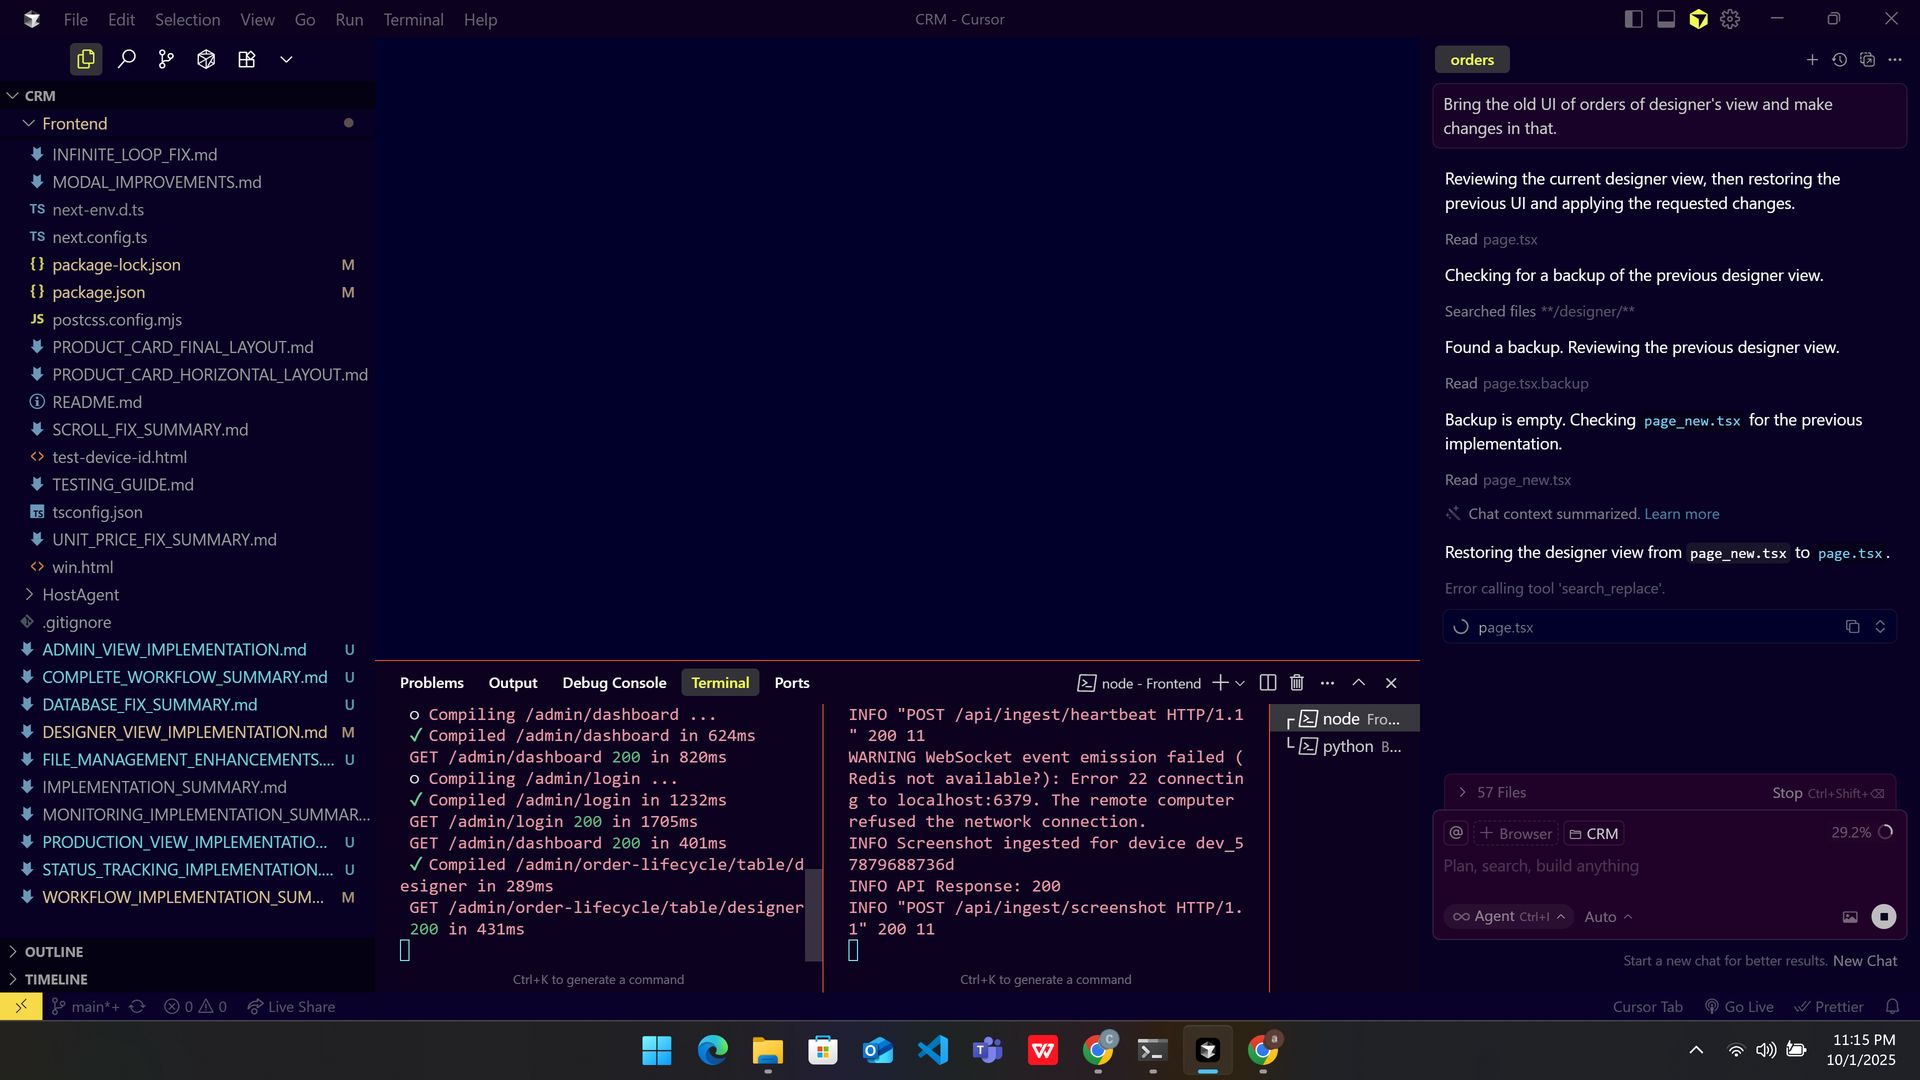 File Edit Selection View Go Run Terminal Help
CRM - Cursor
CRM
Frontend
INFINITE_LOOP_FIX.md
MODAL_IMPROVEMENTS.md
TS next-env.d.ts
TS next.config.ts
{} package-lock.json M
{} package.json M
JS postcss.config.mjs
PRODUCT_CARD_FINAL_LAYOUT.md
PRODUCT_CARD_HORIZONTAL_LAYOUT.md
README.md
SCROLL_FIX_SUMMARY.md
<> test-device-id.html
TESTING_GUIDE.md
TS tsconfig.json
UNIT_PRICE_FIX_SUMMARY.md
<> win.html
HostAgent
.gitignore
ADMIN_VIEW_IMPLEMENTATION.md U
COMPLETE_WORKFLOW_SUMMARY.md U
DATABASE_FIX_SUMMARY.md U
DESIGNER_VIEW_IMPLEMENTATION.md M
FILE_MANAGEMENT_ENHANCEMENTS.... U
IMPLEMENTATION_SUMMARY.md
MONITORING_IMPLEMENTATION_SUMMAR...
PRODUCTION_VIEW_IMPLEMENTATIO... U
STATUS_TRACKING_IMPLEMENTATION.... U
WORKFLOW_IMPLEMENTATION_SUM... M
OUTLINE
TIMELINE
Problems Output Debug Console Terminal Ports
node - Frontend
○ Compiling /admin/dashboard ...
✓ Compiled /admin/dashboard in 624ms
GET /admin/dashboard 200 in 820ms
○ Compiling /admin/login ...
✓ Compiled /admin/login in 1232ms
GET /admin/login 200 in 1705ms
GET /admin/dashboard 200 in 401ms
✓ Compiled /admin/order-lifecycle/table/d
esigner in 289ms
GET /admin/order-lifecycle/table/designer
200 in 431ms
Ctrl+K to generate a command
INFO "POST /api/ingest/heartbeat HTTP/1.1
" 200 11
WARNING WebSocket event emission failed (
Redis not available?): Error 22 connectin
g to localhost:6379. The remote computer
refused the network connection.
INFO Screenshot ingested for device dev_5
7879688736d
INFO API Response: 200
INFO "POST /api/ingest/screenshot HTTP/1.
1" 200 11
Ctrl+K to generate a command
node Fro...
python B...
orders
Bring the old UI of orders of designer's view and make
changes in that.
Reviewing the current designer view, then restoring the
previous UI and applying the requested changes.
Read page.tsx
Checking for a backup of the previous designer view.
Searched files **/designer/**
Found a backup. Reviewing the previous designer view.
Read page.tsx.backup
Backup is empty. Checking page_new.tsx for the previous
implementation.
Read page_new.tsx
Chat context summarized. Learn more
Restoring the designer view from page_new.tsx to page.tsx.
Error calling tool 'search_replace'.
page.tsx
57 Files Stop Ctrl+Shift+⌫
@ + Browser CRM 29.2%
Plan, search, build anything
∞ Agent Ctrl+I Auto
Start a new chat for better results. New Chat
main*+ 0 0 Live Share
Cursor Tab Go Live Prettier
C
a
11:15 PM
10/1/2025